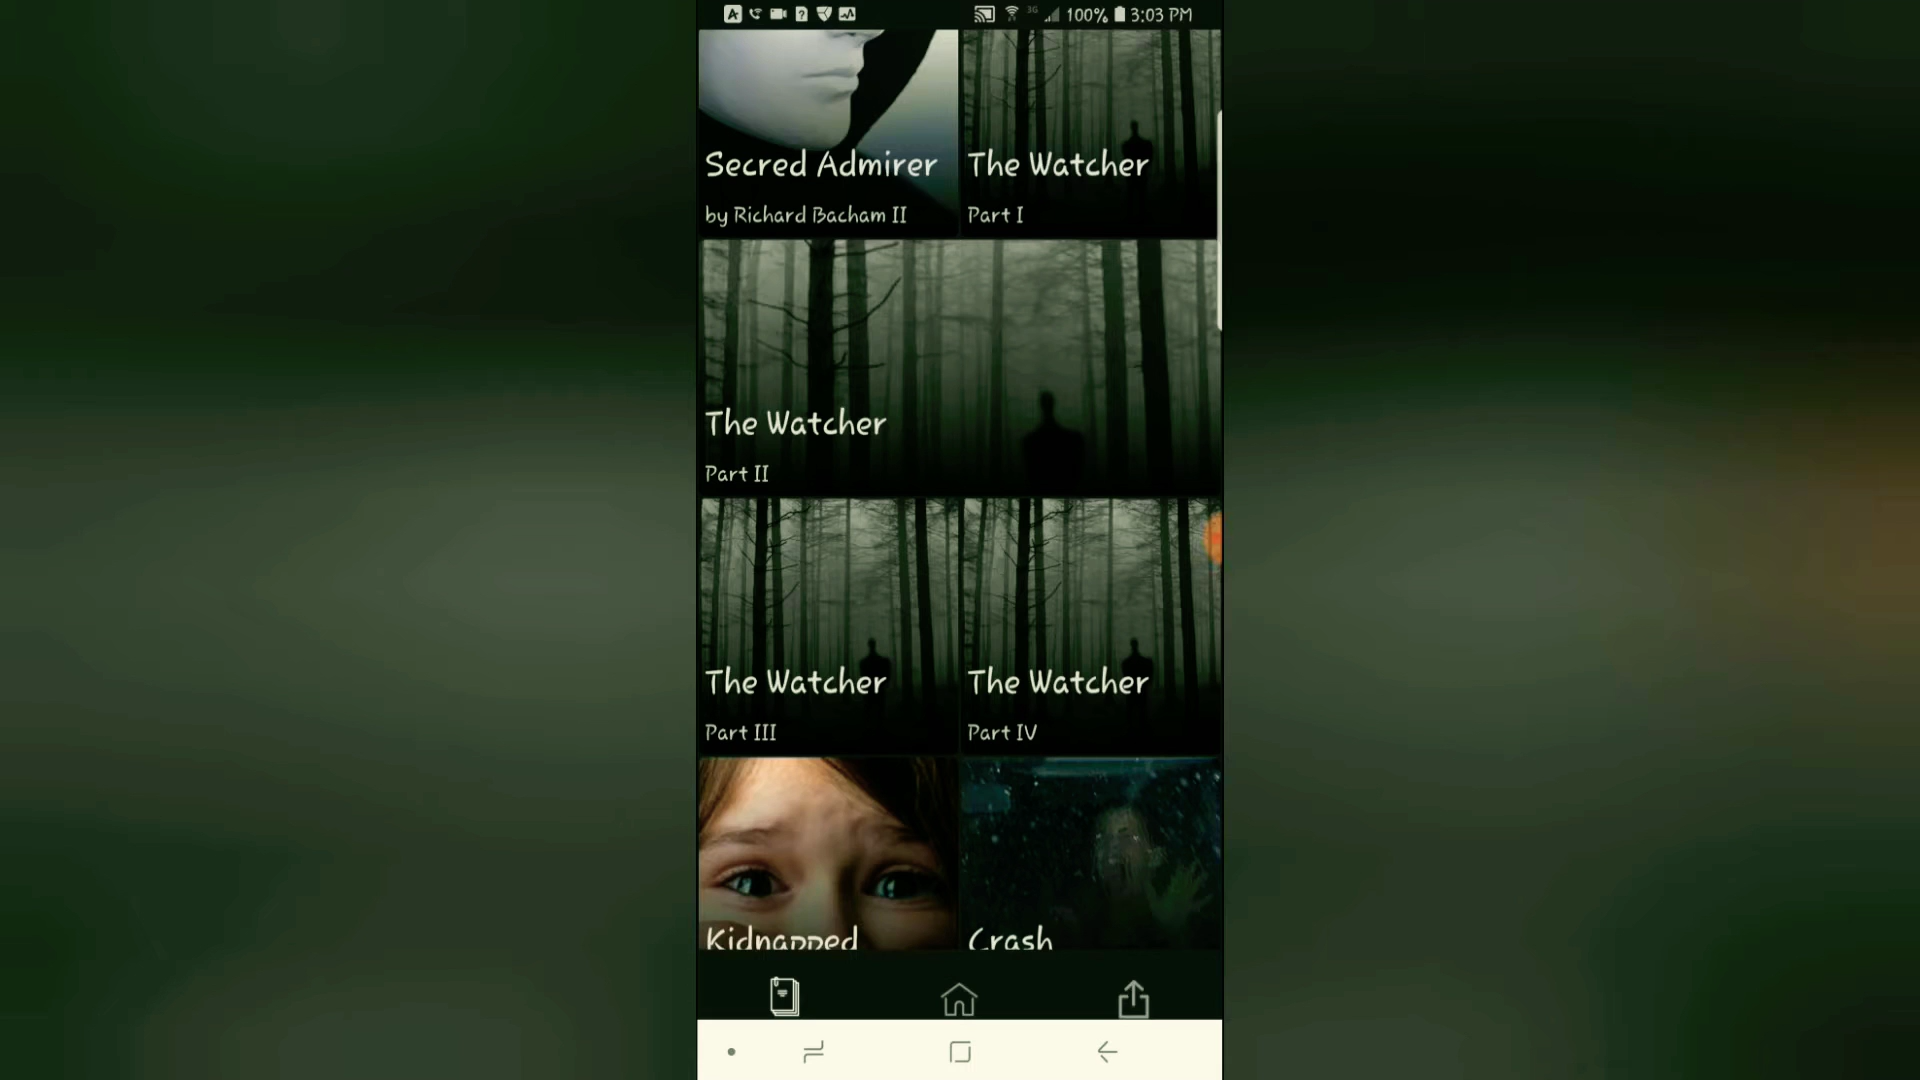 3G 100% 3:03 PM
Secred Admirer
by Richard Bacham II
The Watcher
Part I
The Watcher
Part II
The Watcher
Part III
The Watcher
Part IV
Kidnapped
Crash